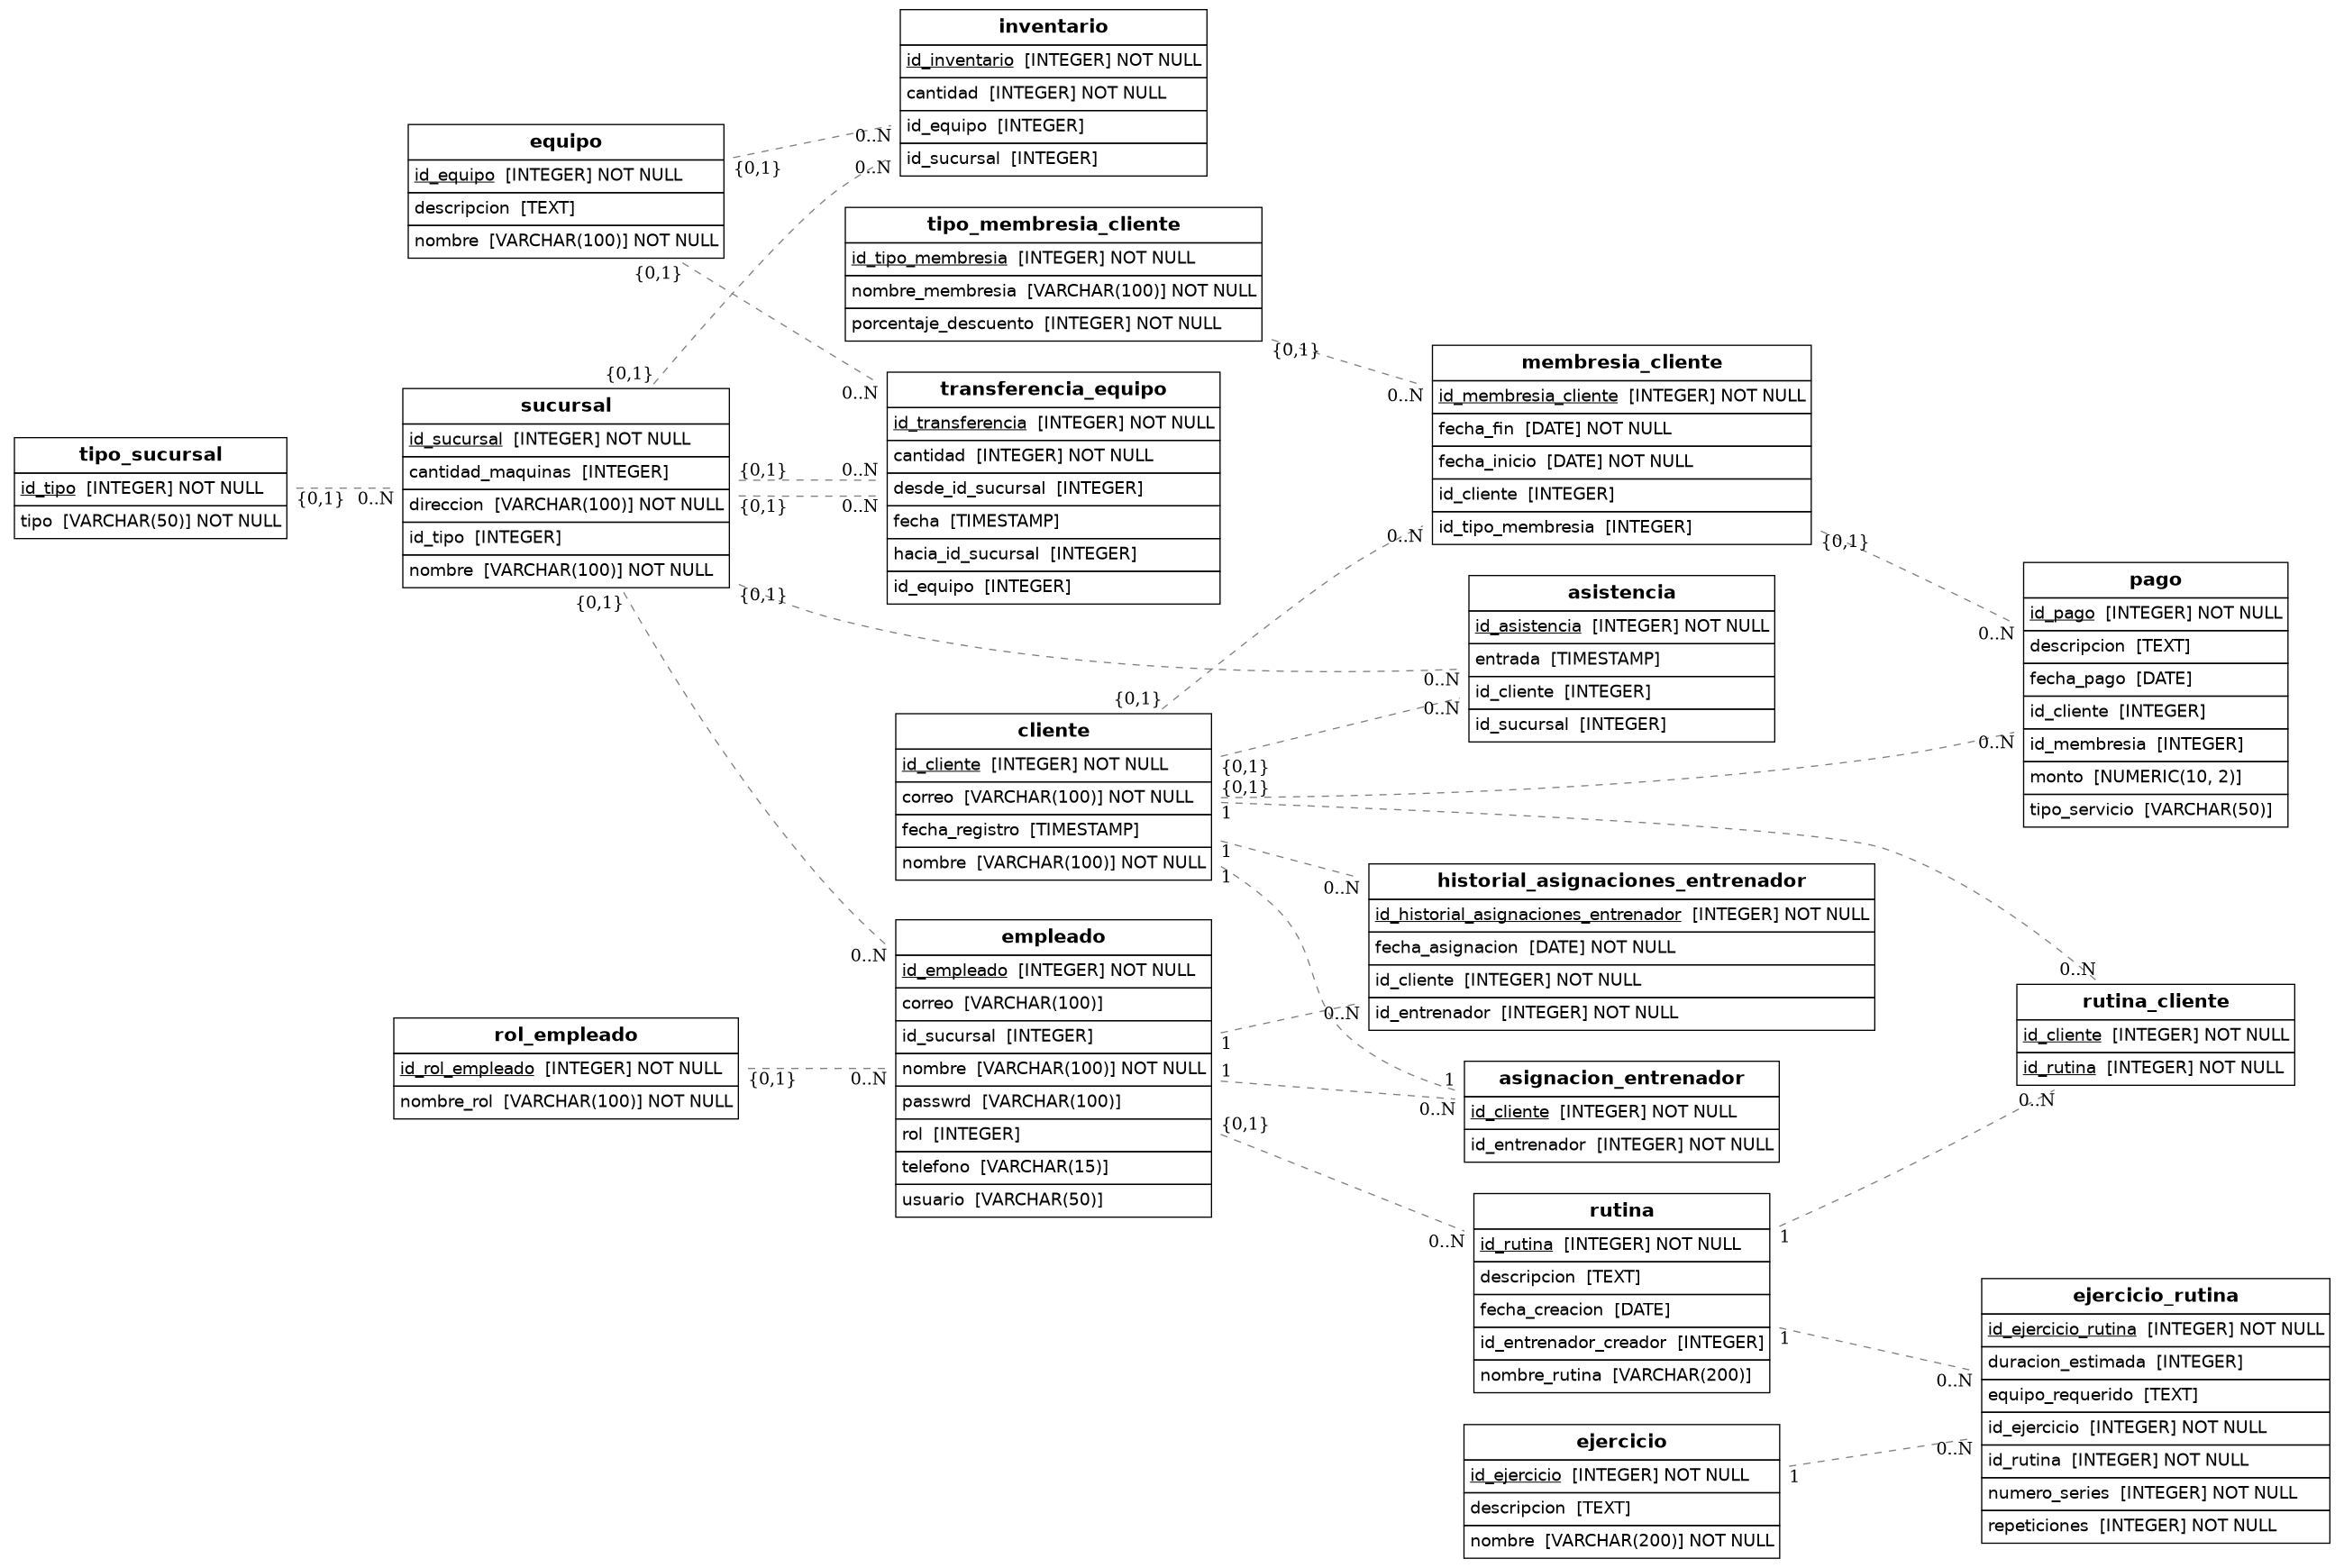 inventario
id_inventario [INTEGER] NOT NULL
cantidad [INTEGER] NOT NULL
id_equipo [INTEGER]
id_sucursal [INTEGER]
equipo
id_equipo [INTEGER] NOT NULL
descripcion [TEXT]
nombre [VARCHAR(100)] NOT NULL
{0,1}
0..N
0..N
{0,1}
{0,1}
0..N
tipo_membresia_cliente
id_tipo_membresia [INTEGER] NOT NULL
nombre_membresia [VARCHAR(100)] NOT NULL
porcentaje_descuento [INTEGER] NOT NULL
{0,1}
0..N
membresia_cliente
id_membresia_cliente [INTEGER] NOT NULL
fecha_fin [DATE] NOT NULL
fecha_inicio [DATE] NOT NULL
id_cliente [INTEGER]
id_tipo_membresia [INTEGER]
transferencia_equipo
id_transferencia [INTEGER] NOT NULL
cantidad [INTEGER] NOT NULL
desde_id_sucursal [INTEGER]
fecha [TIMESTAMP]
hacia_id_sucursal [INTEGER]
id_equipo [INTEGER]
sucursal
id_sucursal [INTEGER] NOT NULL
cantidad_maquinas [INTEGER]
direccion [VARCHAR(100)] NOT NULL
id_tipo [INTEGER]
nombre [VARCHAR(100)] NOT NULL
{0,1}
0..N
{0,1}
0..N
tipo_sucursal
id_tipo [INTEGER] NOT NULL
tipo [VARCHAR(50)] NOT NULL
{0,1}
0..N
{0,1}
0..N
{0,1}
0..N
{0,1}
0..N
{0,1}
0..N
pago
id_pago [INTEGER] NOT NULL
descripcion [TEXT]
fecha_pago [DATE]
id_cliente [INTEGER]
id_membresia [INTEGER]
monto [NUMERIC(10, 2)]
tipo_servicio [VARCHAR(50)]
asistencia
id_asistencia [INTEGER] NOT NULL
entrada [TIMESTAMP]
id_cliente [INTEGER]
id_sucursal [INTEGER]
cliente
id_cliente [INTEGER] NOT NULL
correo [VARCHAR(100)] NOT NULL
fecha_registro [TIMESTAMP]
nombre [VARCHAR(100)] NOT NULL
{0,1}
0..N
{0,1}
0..N
1
0..N
1
0..N
1
1
historial_asignaciones_entrenador
id_historial_asignaciones_entrenador [INTEGER] NOT NULL
fecha_asignacion [DATE] NOT NULL
id_cliente [INTEGER] NOT NULL
id_entrenador [INTEGER] NOT NULL
empleado
id_empleado [INTEGER] NOT NULL
correo [VARCHAR(100)]
id_sucursal [INTEGER]
nombre [VARCHAR(100)] NOT NULL
passwrd [VARCHAR(100)]
rol [INTEGER]
telefono [VARCHAR(15)]
usuario [VARCHAR(50)]
rol_empleado
id_rol_empleado [INTEGER] NOT NULL
nombre_rol [VARCHAR(100)] NOT NULL
{0,1}
0..N
1
0..N
1
0..N
{0,1}
0..N
rutina_cliente
id_cliente [INTEGER] NOT NULL
id_rutina [INTEGER] NOT NULL
asignacion_entrenador
id_cliente [INTEGER] NOT NULL
id_entrenador [INTEGER] NOT NULL
rutina
id_rutina [INTEGER] NOT NULL
descripcion [TEXT]
fecha_creacion [DATE]
id_entrenador_creador [INTEGER]
nombre_rutina [VARCHAR(200)]
1
0..N
1
0..N
ejercicio_rutina
id_ejercicio_rutina [INTEGER] NOT NULL
duracion_estimada [INTEGER]
equipo_requerido [TEXT]
id_ejercicio [INTEGER] NOT NULL
id_rutina [INTEGER] NOT NULL
numero_series [INTEGER] NOT NULL
repeticiones [INTEGER] NOT NULL
ejercicio
id_ejercicio [INTEGER] NOT NULL
descripcion [TEXT]
nombre [VARCHAR(200)] NOT NULL
1
0..N